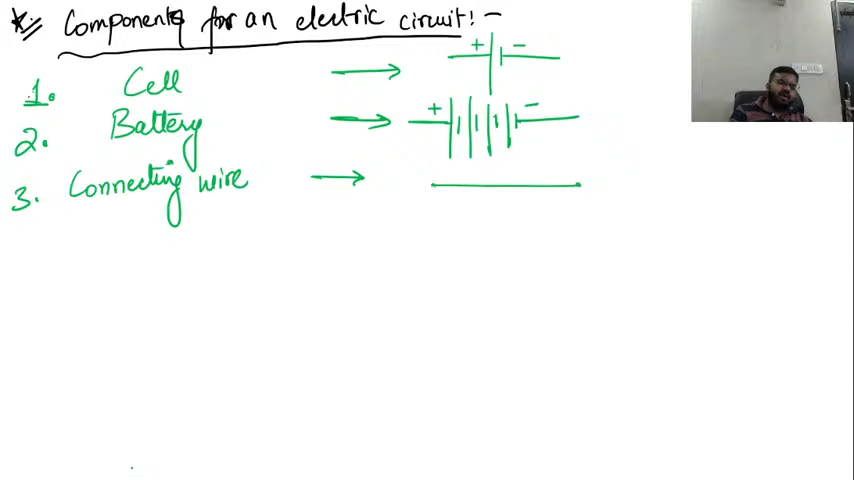 Components for an electric circuit:-
1. Cell → + -
2. Battery → + -
3. Connecting wire →